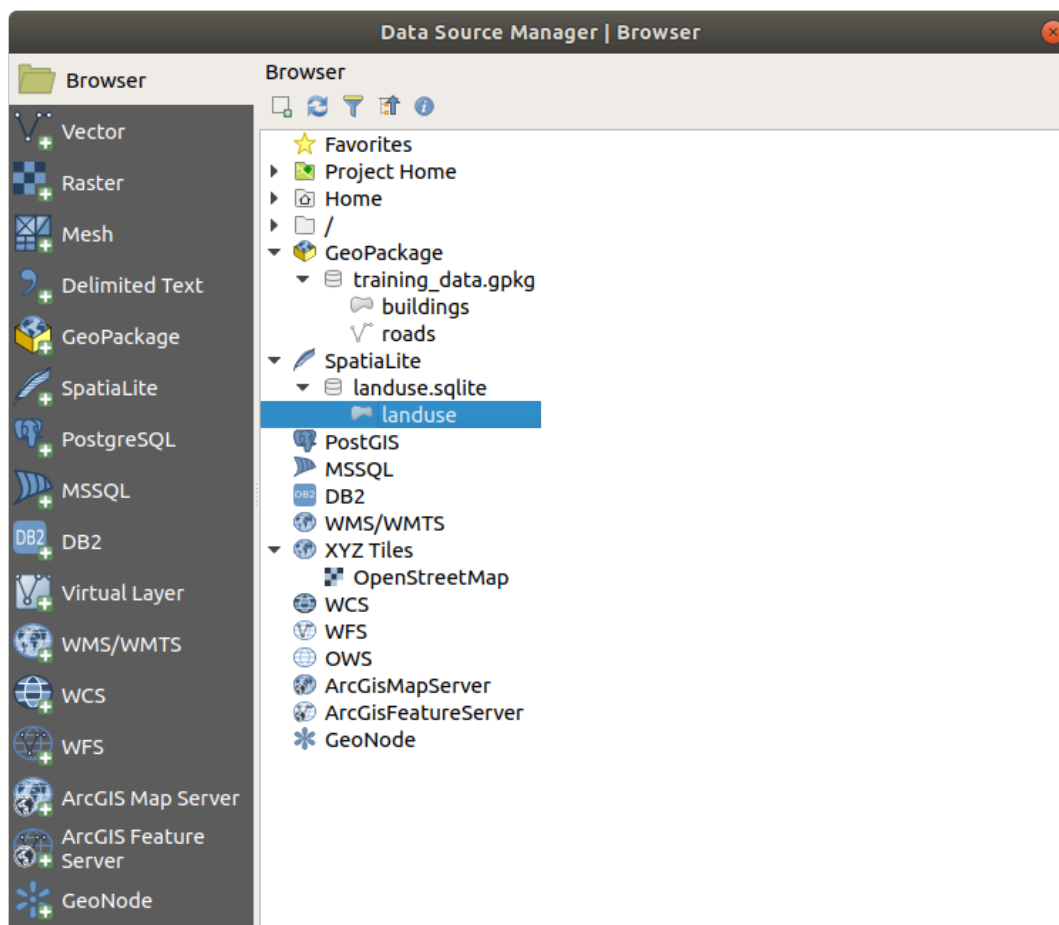 Data Source Manager | Browser
Browser
Vector
Raster
Mesh
Delimited Text
GeoPackage
SpatiaLite
PostgreSQL
MSSQL
DB2
DB2
Virtual Layer
WMS/WMTS
WCS
WFS
ArcGIS Map Server
ArcGIS Feature
Server
GeoNode
Browser
Favorites
Project Home
Home
/
GeoPackage
training_data.gpkg
buildings
roads
SpatiaLite
landuse.sqlite
landuse
PostGIS
MSSQL
DB2 DB2
WMS/WMTS
XYZ Tiles
OpenStreetMap
WCS
WFS
OWS
ArcGisMapServer
ArcGisFeatureServer
GeoNode